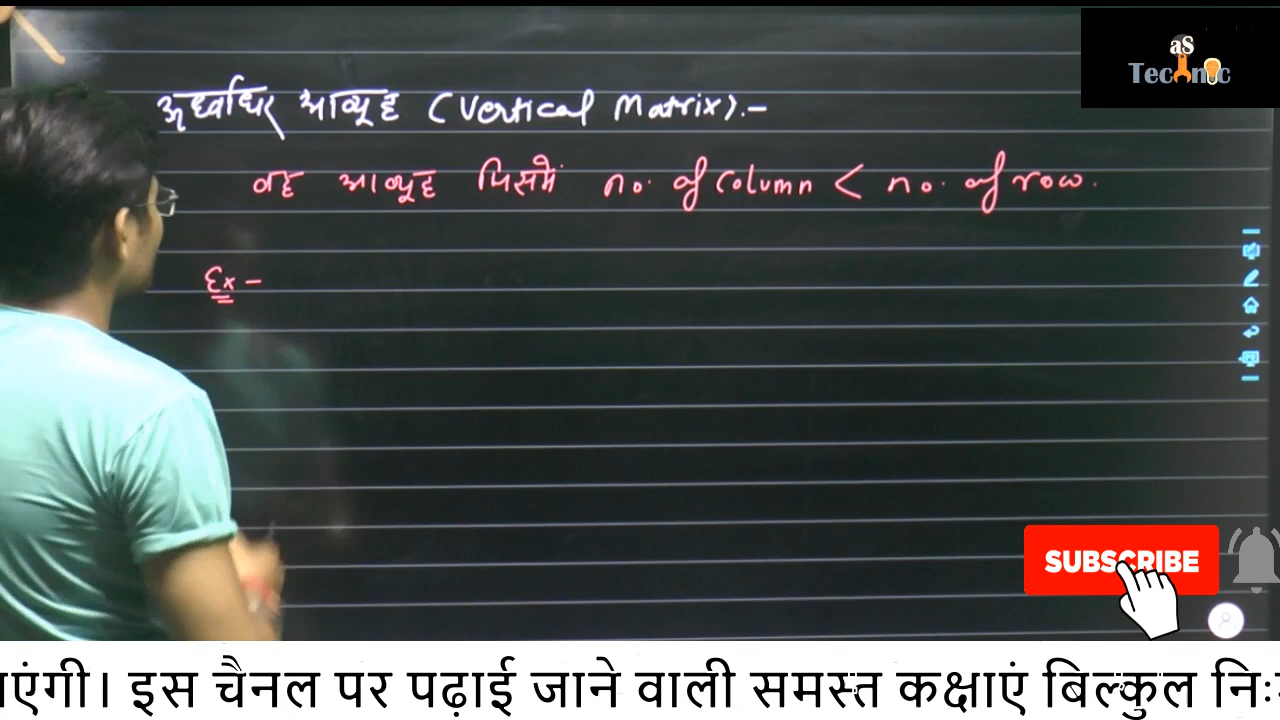 aS
Tecnic
ऊर्ध्वाधर आव्यूह (Vertical Matrix):-
वह आव्यूह जिसमें no. of column < no. of row.
Ex -
SUBSCRIBE
एंगी। इस चैनल पर पढ़ाई जाने वाली समस्त कक्षाएं बिल्कुल निः